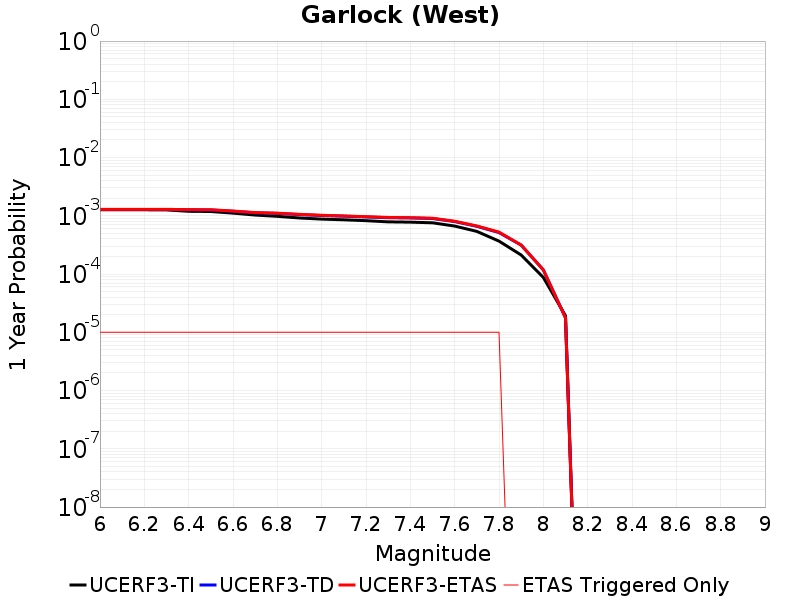 Garlock (West)
10^0
10^-1
10^-2
10^-3
10^-4
10^-5
10^-6
10^-7
10^-8
1 Year Probability
6 6.2 6.4 6.6 6.8 7 7.2 7.4 7.6 7.8 8 8.2 8.4 8.6 8.8 9
Magnitude
UCERF3-TI UCERF3-TD UCERF3-ETAS ETAS Triggered Only